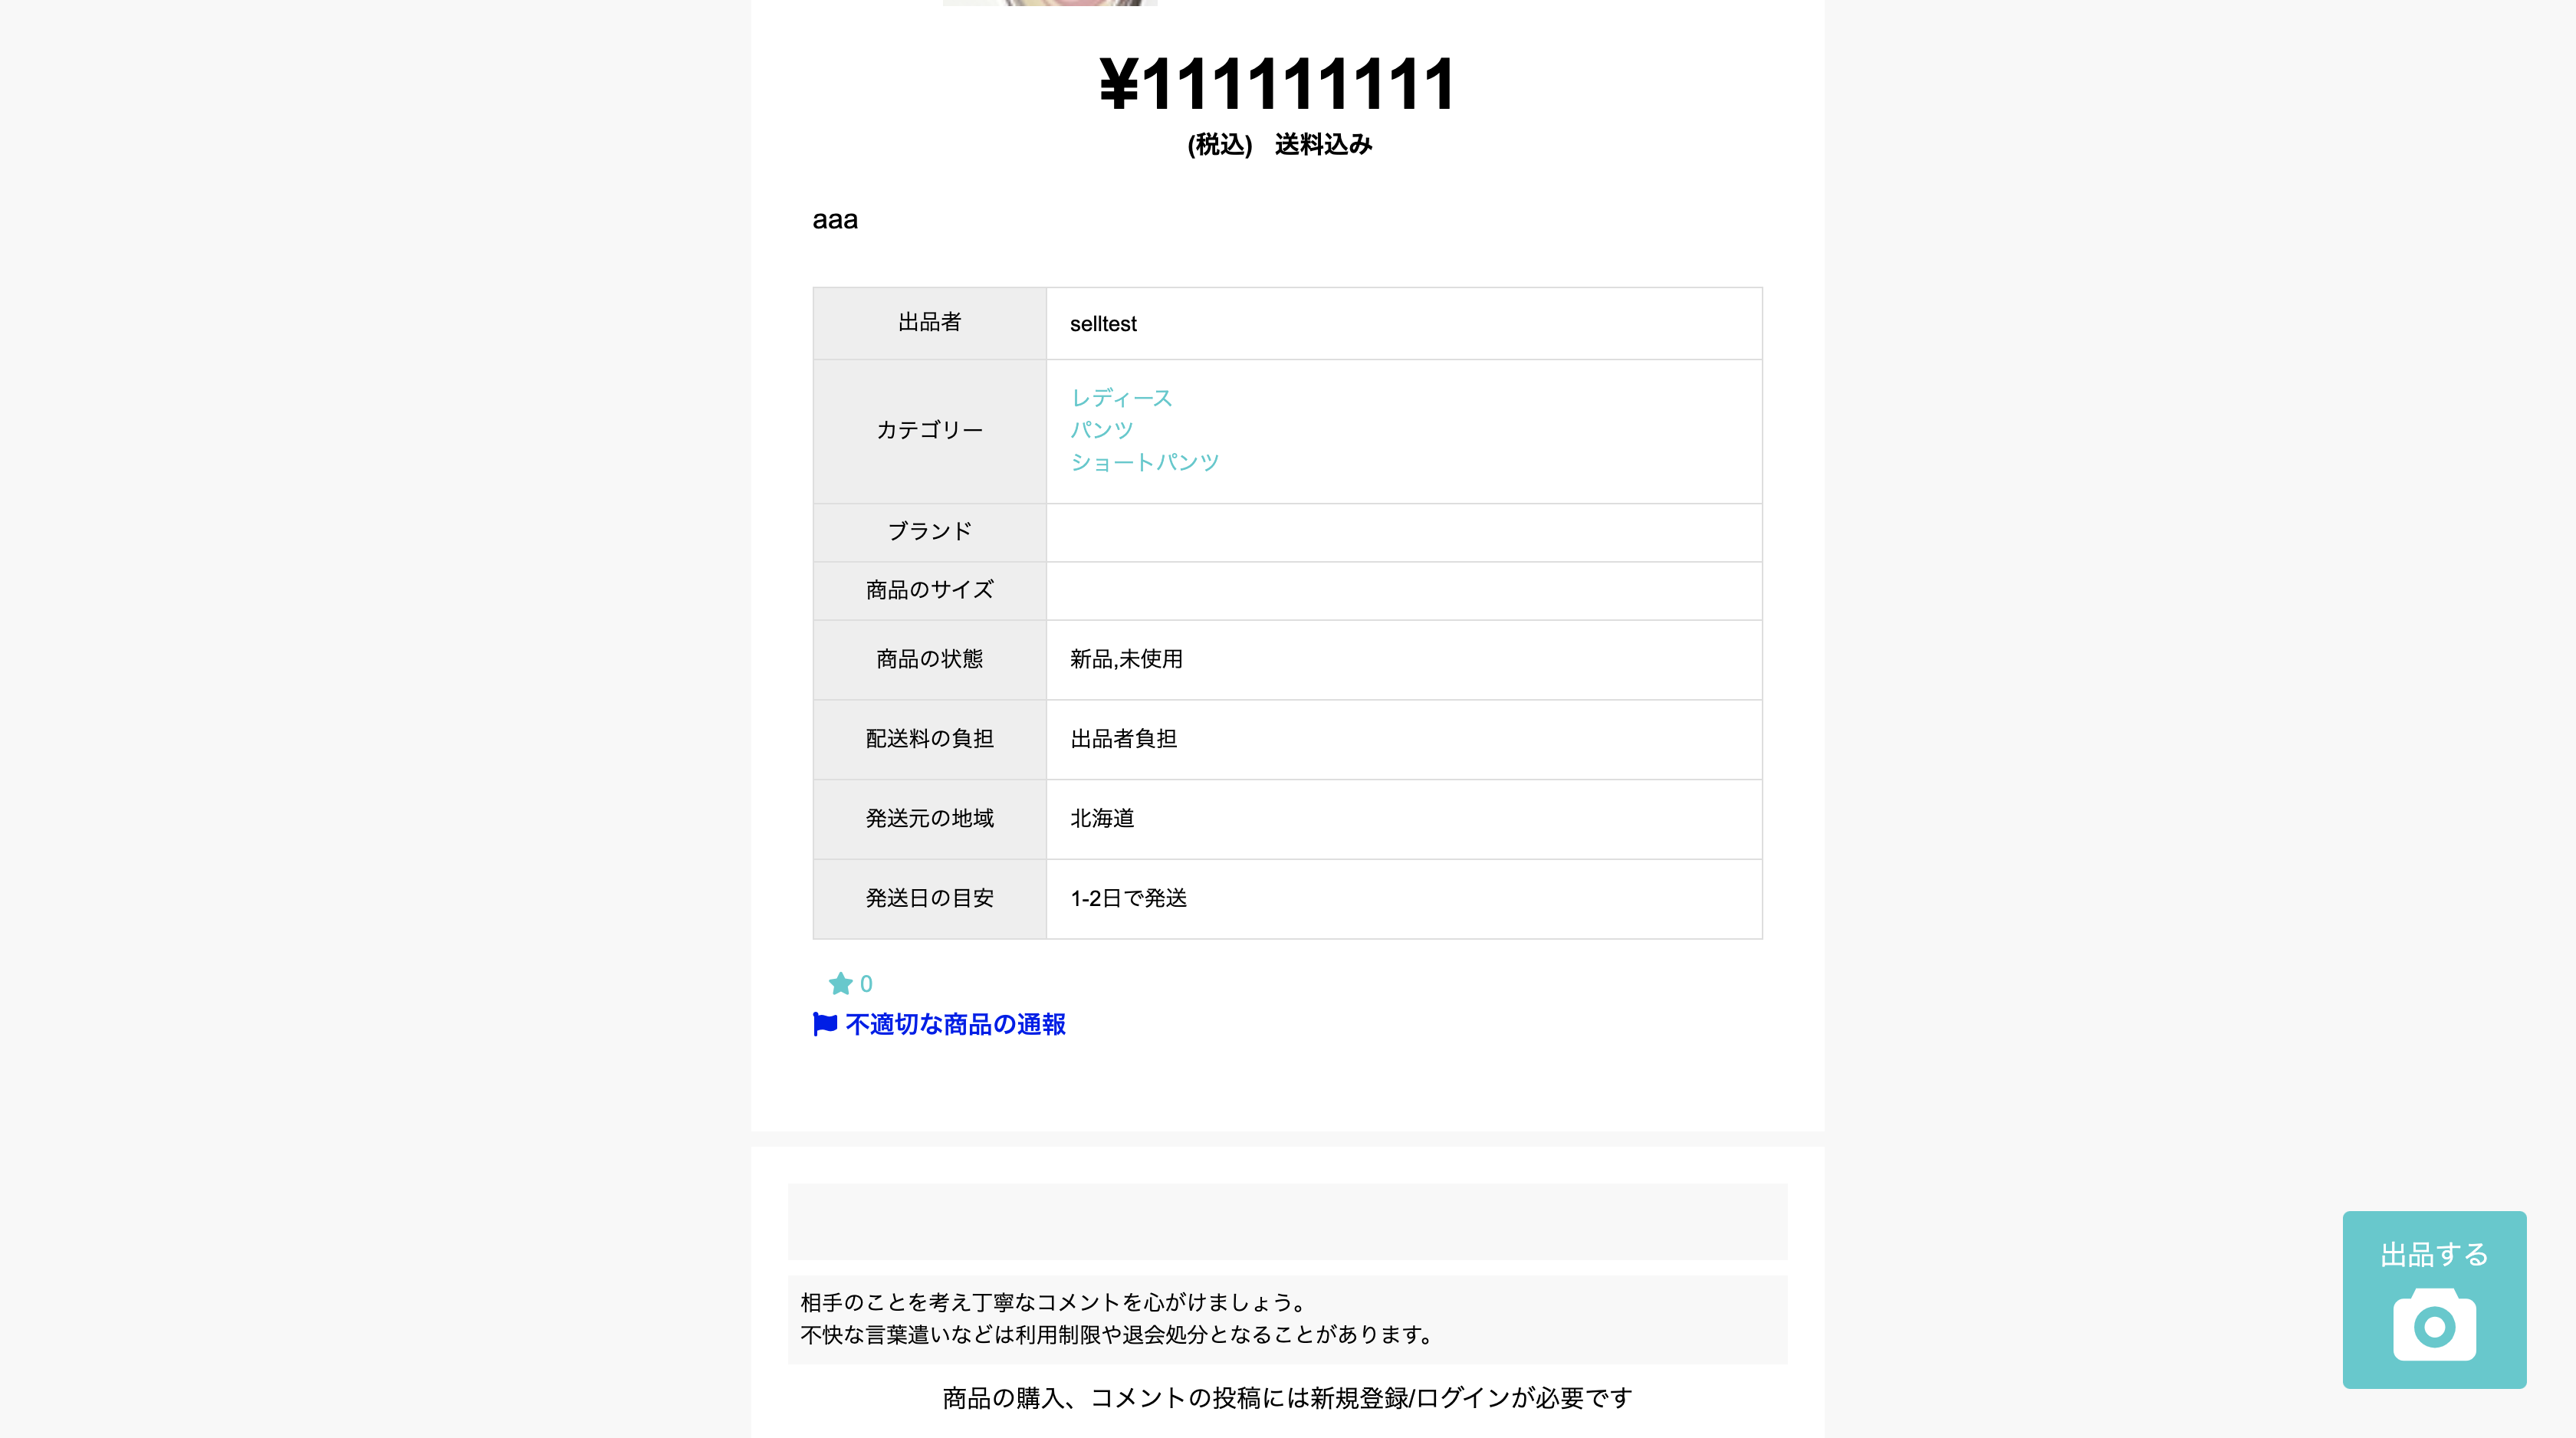 ¥111111111
(税込) 送料込み
aaa
出品者 selltest
カテゴリー
レディース
パンツ
ショートパンツ
ブランド
商品のサイズ
商品の状態 新品,未使用
配送料の負担 出品者負担
発送元の地域 北海道
発送日の目安 1-2日で発送
0
不適切な商品の通報
出品する
相手のことを考え丁寧なコメントを心がけましょう。
不快な言葉遣いなどは利用制限や退会処分となることがあります。
商品の購入、コメントの投稿には新規登録/ログインが必要です